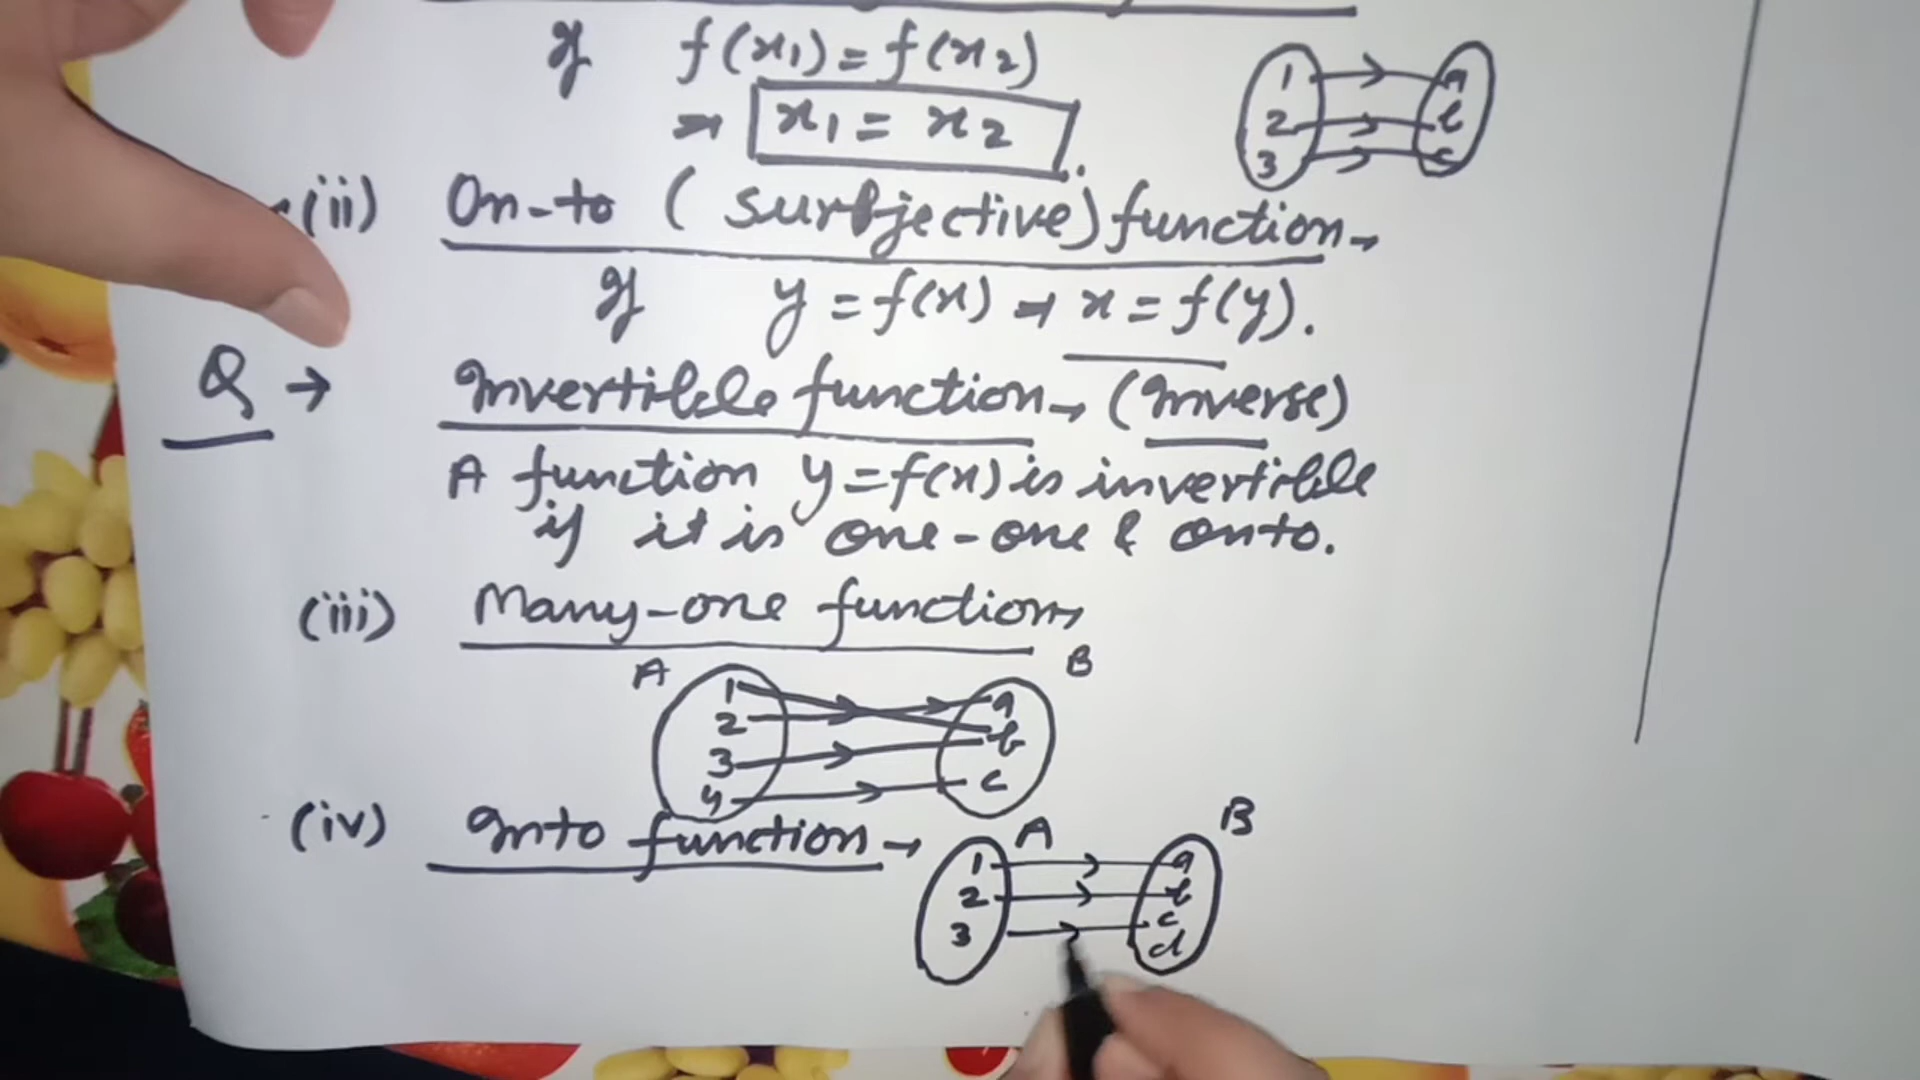 If f(x₁) = f(x₂)
⇒ x₁ = x₂.
1 a
2 b
3 c
(ii) On-to (surbjective) function→
If y = f(x) ⇒ x = f(y).
Q → Invertible function→ (Inverse)
A function y = f(x) is invertible
if it is one-one & onto.
(iii) Many-one function→
A B
1 a
2 b
3 c
4
(iv) Into function→ A B
1 a
2 b
3 c
d